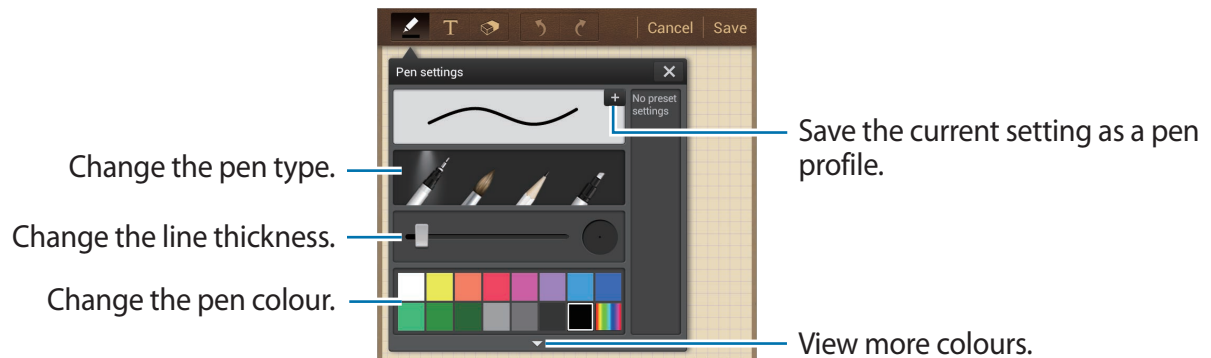 T
Cancel
Save
Pen settings
No preset
settings
Save the current setting as a pen
profile.
Change the pen type.
Change the line thickness.
Change the pen colour.
View more colours.